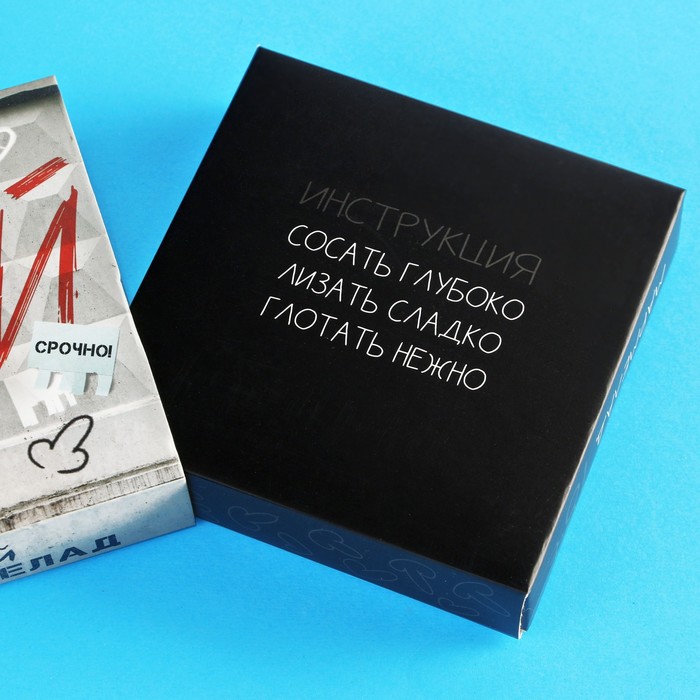 И
СРОЧНО!
Й
ЕЛАД
ИНСТРУКЦИЯ
СОСАТЬ ГЛУБОКО
ЛИЗАТЬ СЛАДКО
ГЛОТАТЬ НЕЖНО